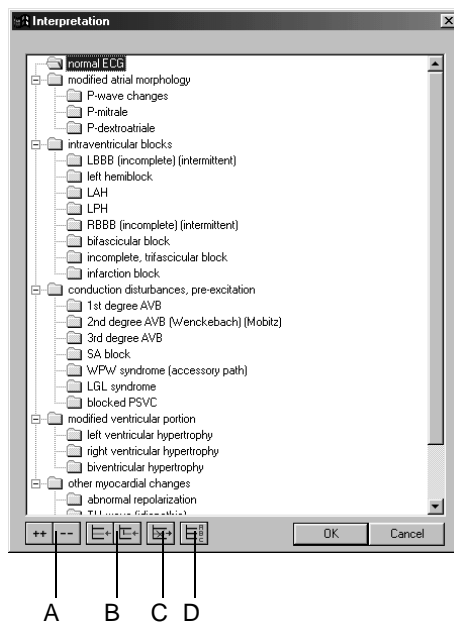 Interpretation
normal ECG
modified atrial morphology
P-wave changes
P-mitrale
P-dextroatriale
intraventricular blocks
LBBB (incomplete) (intermittent)
left hemiblock
LAH
LPH
RBBB (incomplete) (intermittent)
bifascicular block
incomplete, trifascicular block
infarction block
conduction disturbances, pre-excitation
1st degree AVB
2nd degree AVB (Wenckebach) (Mobitz)
3rd degree AVB
SA block
WPW syndrome (accessory path)
LGL syndrome
blocked PSVC
modified ventricular portion
left ventricular hypertrophy
right ventricular hypertrophy
biventricular hypertrophy
other myocardial changes
abnormal repolarization
++ -- A B C OK Cancel
A B C D